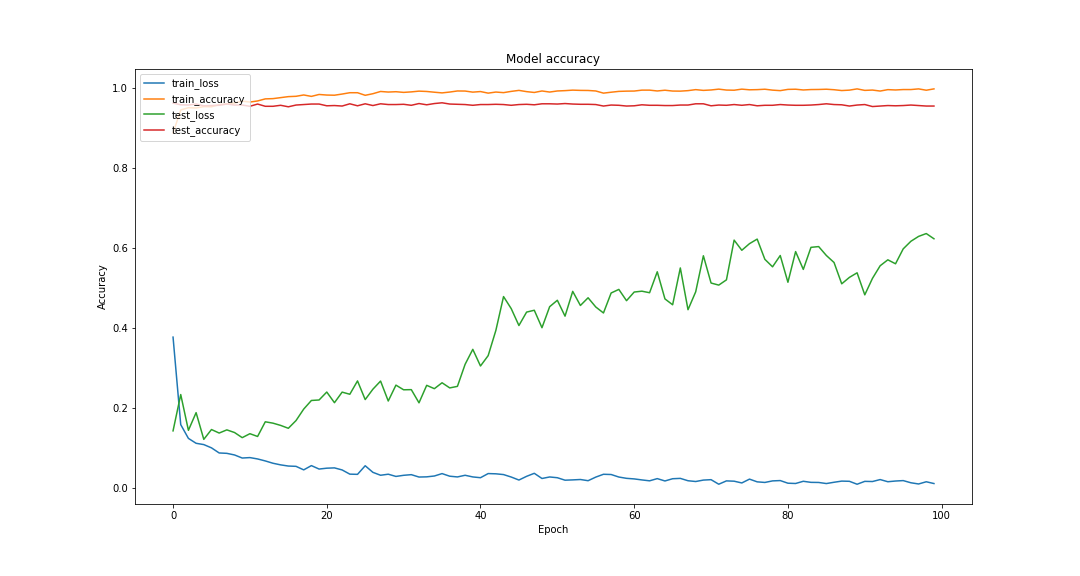 Model accuracy
train_loss
train_accuracy
test_loss
test_accuracy
1.0
0.8
0.6
0.4
0.2
0.0
Accuracy
0 20 40 60 80 100
Epoch